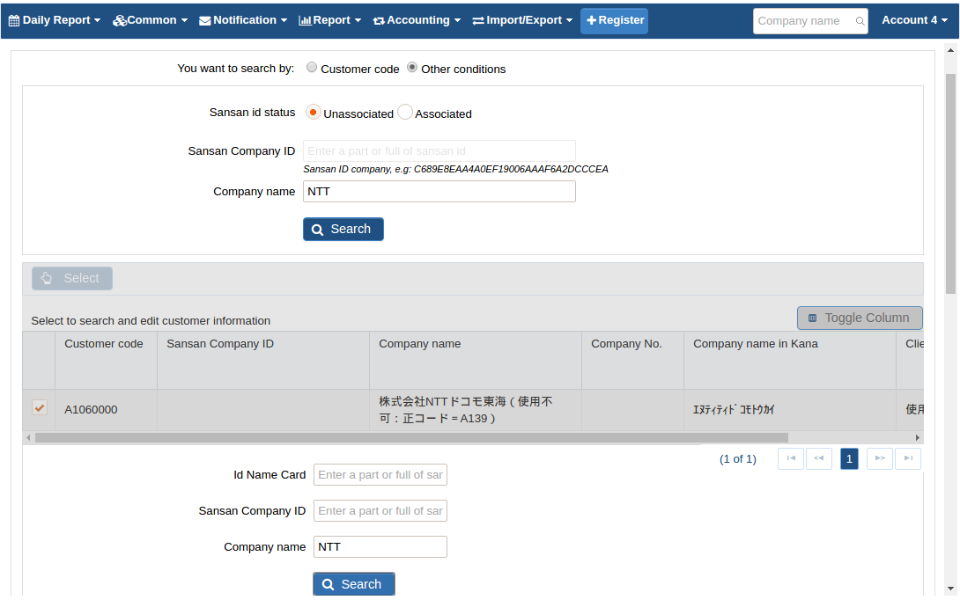 Daily Report Common Notification Report Accounting Import/Export Register Company name Account 4
You want to search by: Customer code Other conditions
Sansan id status Unassociated Associated
Sansan Company ID Enter a part or full of sansan id
Sansan ID company, e.g: C689E8EAA4A0EF19006AAAF6A2DCCCEA
Company name NTT
Search
Select
Select to search and edit customer information Toggle Column
Customer code Sansan Company ID Company name Company No. Company name in Kana Clie
株式会社NTTドコモ東海(使用不
A1060000 ｴﾇﾃｨﾃｨﾄﾞｺﾓﾄｳｶｲ 使用
可:正コード=A139)
(1 of 1) 1
Id Name Card Enter a part or full of sar
Sansan Company ID Enter a part or full of sar
Company name NTT
Search